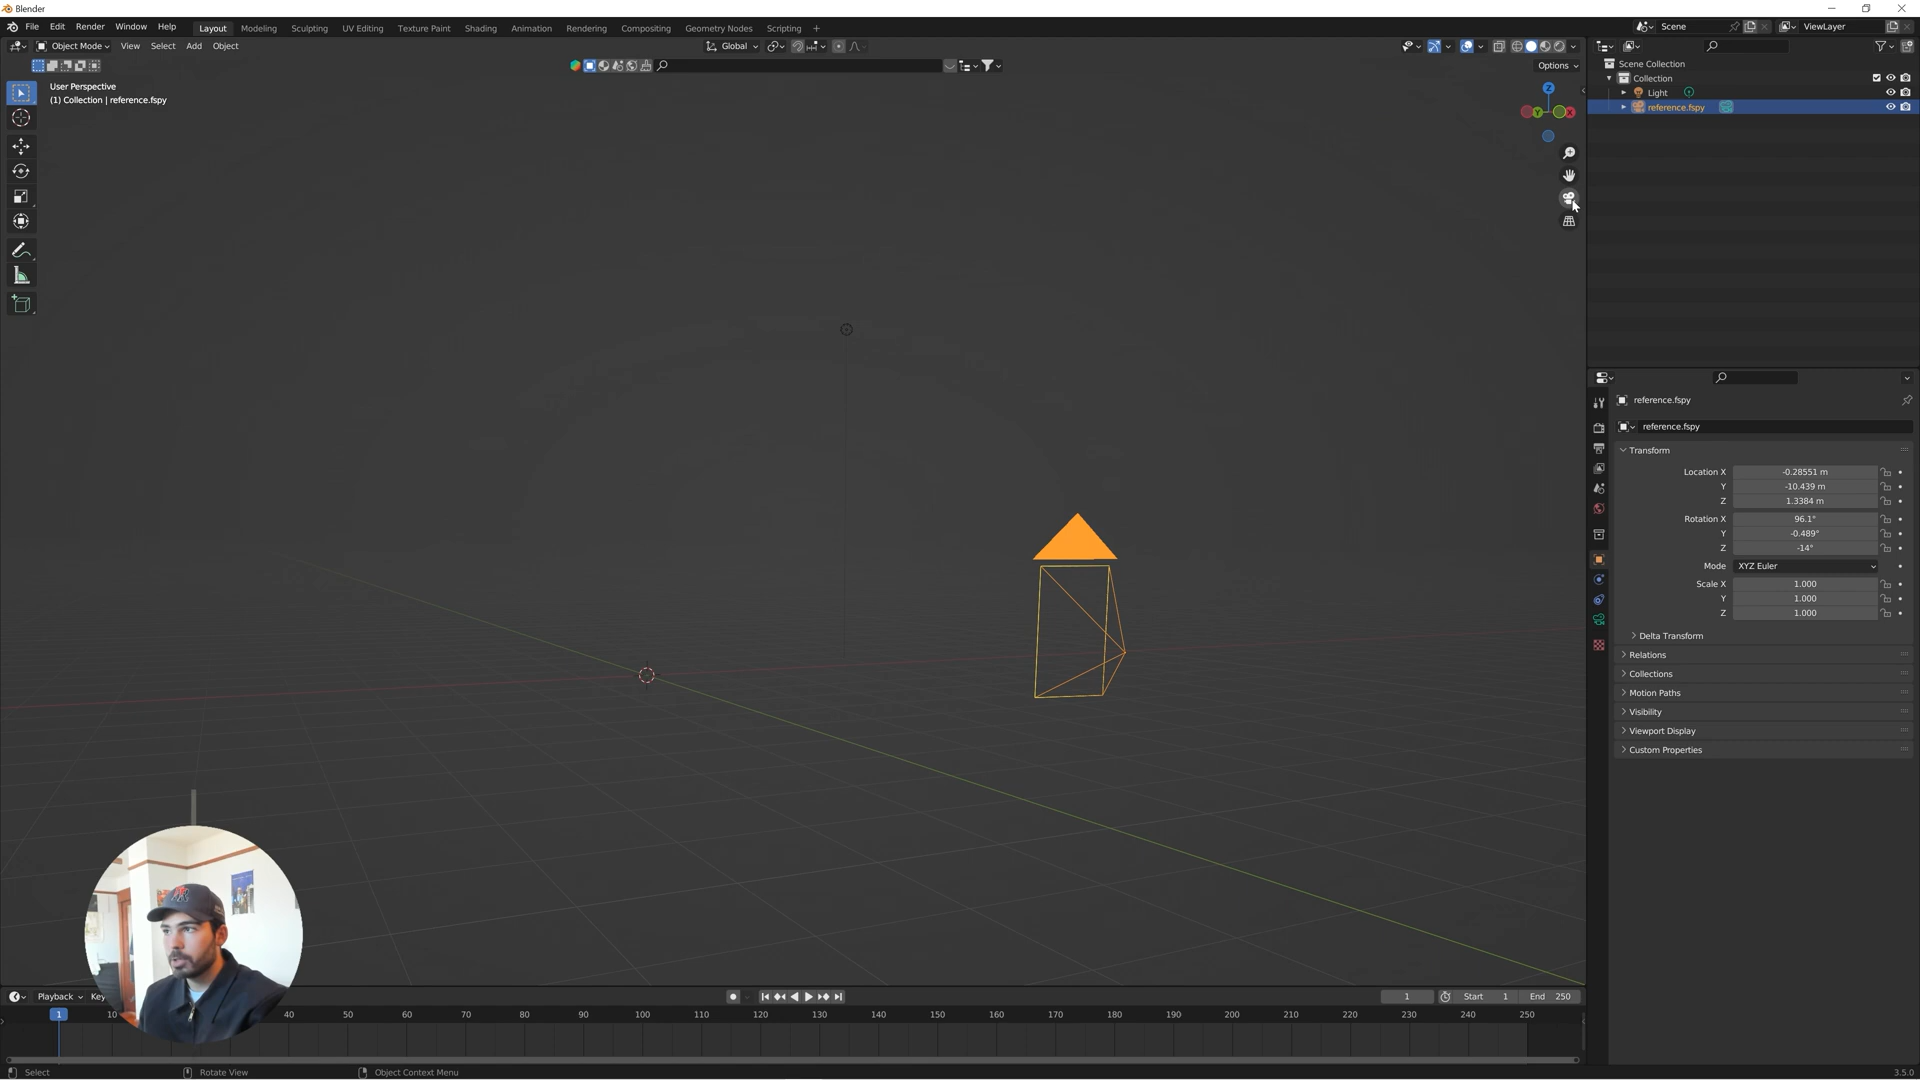 Blender
File Edit Render Window Help
Layout Modeling Sculpting UV Editing Texture Paint Shading Animation Rendering Compositing Geometry Nodes Scripting +
Scene
ViewLayer
Object Mode View Select Add Object
Global
Options
User Perspective
(1) Collection | reference.fspy
Z
Y
X
Scene Collection
Collection
Light
reference.fspy
reference.fspy
reference.fspy
Transform
Location X -0.28551 m
Y -10.439 m
Z 1.3384 m
Rotation X 96.1°
Y -0.489°
Z -14°
Mode XYZ Euler
Scale X 1.000
Y 1.000
Z 1.000
Delta Transform
Relations
Collections
Motion Paths
Visibility
Viewport Display
Custom Properties
Playback Key
1 Start 1 End 250
1 10 40 50 60 70 80 90 100 110 120 130 140 150 160 170 180 190 200 210 220 230 240 250
Select Rotate View Object Context Menu
3.5.0